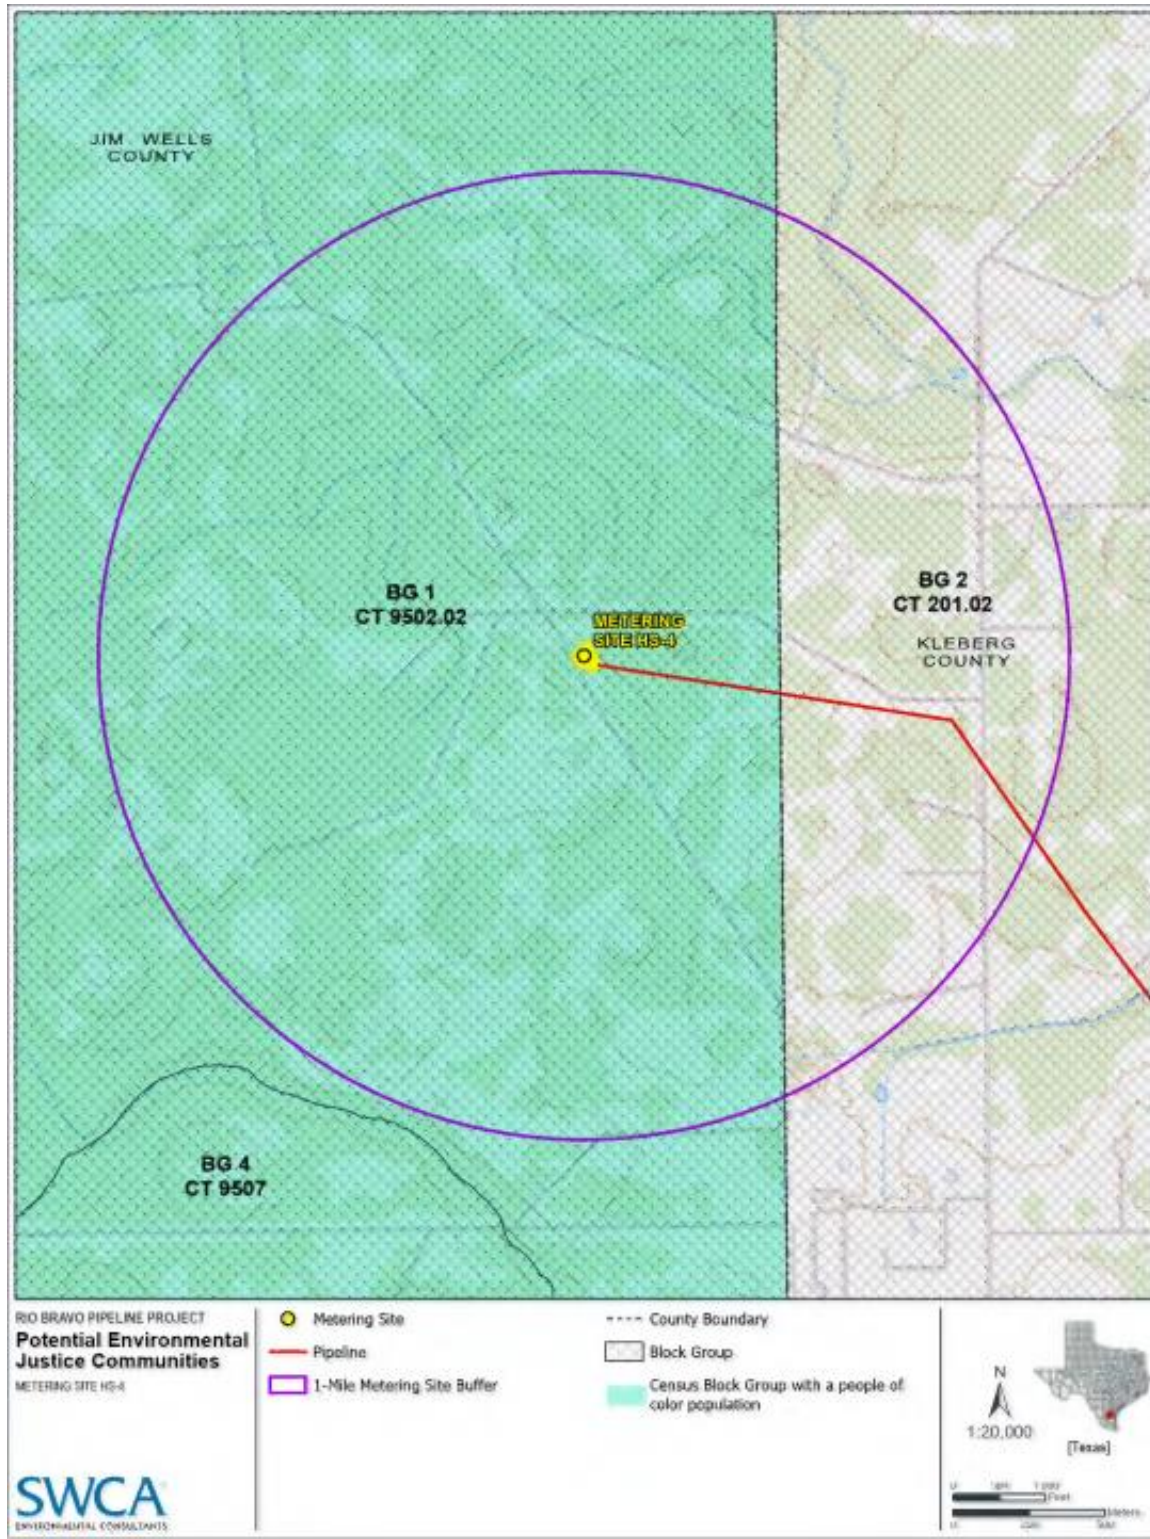 JIM WELLS
COUNTY
BG 1
CT 9502.02
METERING
SITE HS-4
BG 2
CT 201.02
KLEBERG
COUNTY
BG 4
CT 9507
RIO BRAVO PIPELINE PROJECT
Potential Environmental
Justice Communities
METERING SITE HS-4
SWCA
ENVIRONMENTAL CONSULTANTS
Metering Site
Pipeline
1-Mile Metering Site Buffer
County Boundary
Block Group
Census Block Group with a people of
color population
N
1:20,000
[Texas]
Feet
Meters